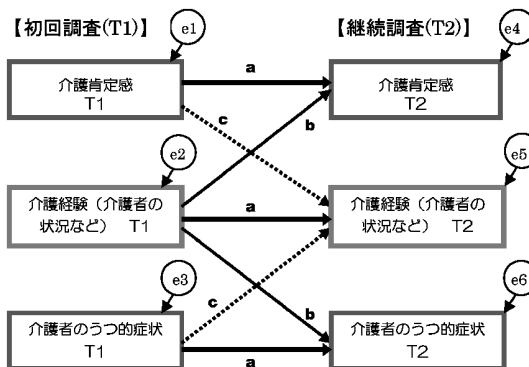 【初回調査(T1)】
【継続調査(T2)】
e1
e4
介護肯定感
T1
a
介護肯定感
T2
b
c
e2
e5
介護経験（介護者の
状況など） T1
a
介護経験（介護者の
状況など） T2
e3
c
b
e6
介護者のうつ的症状
T1
a
介護者のうつ的症状
T2